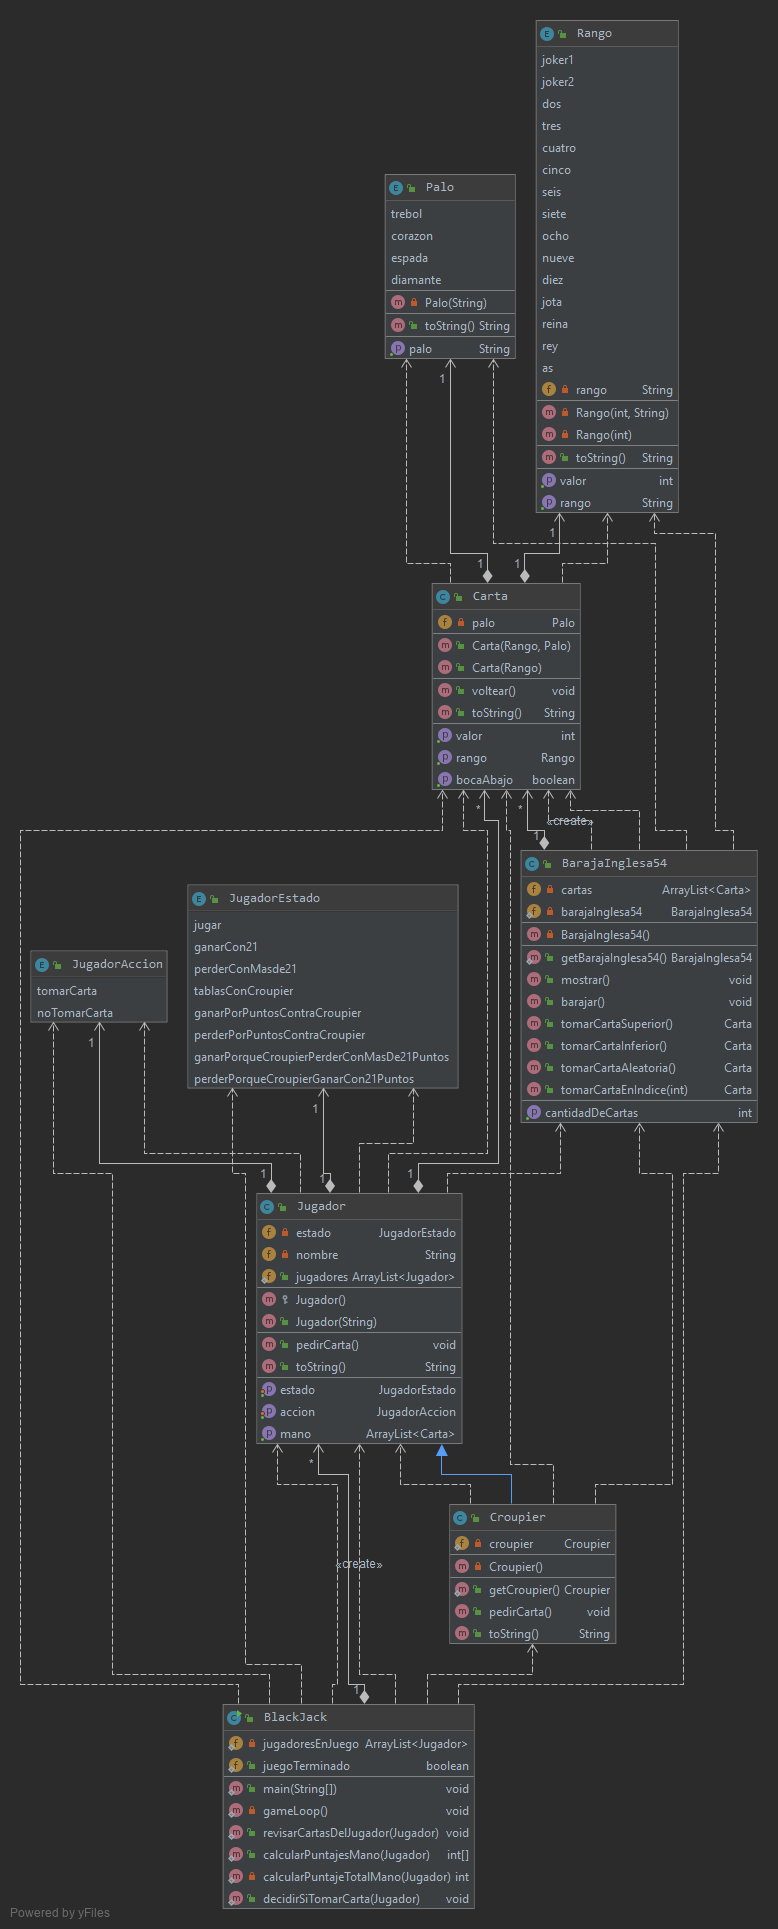 Rango
joker1
joker2
dos
tres
cuatro
cinco
seis
siete
ocho
nueve
diez
jota
reina
rey
as
rango String
Rango(int, String)
Rango(int)
toString() String
valor int
rango String
Palo
trebol
corazon
espada
diamante
Palo(String)
toString() String
palo String
1
1
1
1
Carta
palo Palo
Carta(Rango, Palo)
Carta(Rango)
voltear() void
toString() String
valor int
rango Rango
bocaAbajo boolean
*
*
«create»
1
BarajaInglesa54
cartas ArrayList<Carta>
barajaInglesa54 BarajaInglesa54
BarajaInglesa54()
getBarajaInglesa54() BarajaInglesa54
mostrar() void
barajar() void
tomarCartaSuperior() Carta
tomarCartaInferior() Carta
tomarCartaAleatoria() Carta
tomarCartaEnIndice(int) Carta
cantidadDeCartas int
JugadorEstado
jugar
ganarCon21
perderConMasde21
tablasConCroupier
ganarPorPuntosContraCroupier
perderPorPuntosContraCroupier
ganarPorqueCroupierPerderConMasDe21Puntos
perderPorqueCroupierGanarCon21Puntos
JugadorAccion
tomarCarta
noTomarCarta
1
1
1
1
1
Jugador
estado JugadorEstado
nombre String
jugadores ArrayList<Jugador>
Jugador()
Jugador(String)
pedirCarta() void
toString() String
estado JugadorEstado
accion JugadorAccion
mano ArrayList<Carta>
*
Croupier
croupier Croupier
Croupier()
getCroupier() Croupier
pedirCarta() void
toString() String
«create»
1
BlackJack
jugadoresEnJuego ArrayList<Jugador>
juegoTerminado boolean
main(String[]) void
gameLoop() void
revisarCartasDelJugador(Jugador) void
calcularPuntajesMano(Jugador) int[]
calcularPuntajeTotalMano(Jugador) int
decidirSiTomarCarta(Jugador) void
Powered by yFiles